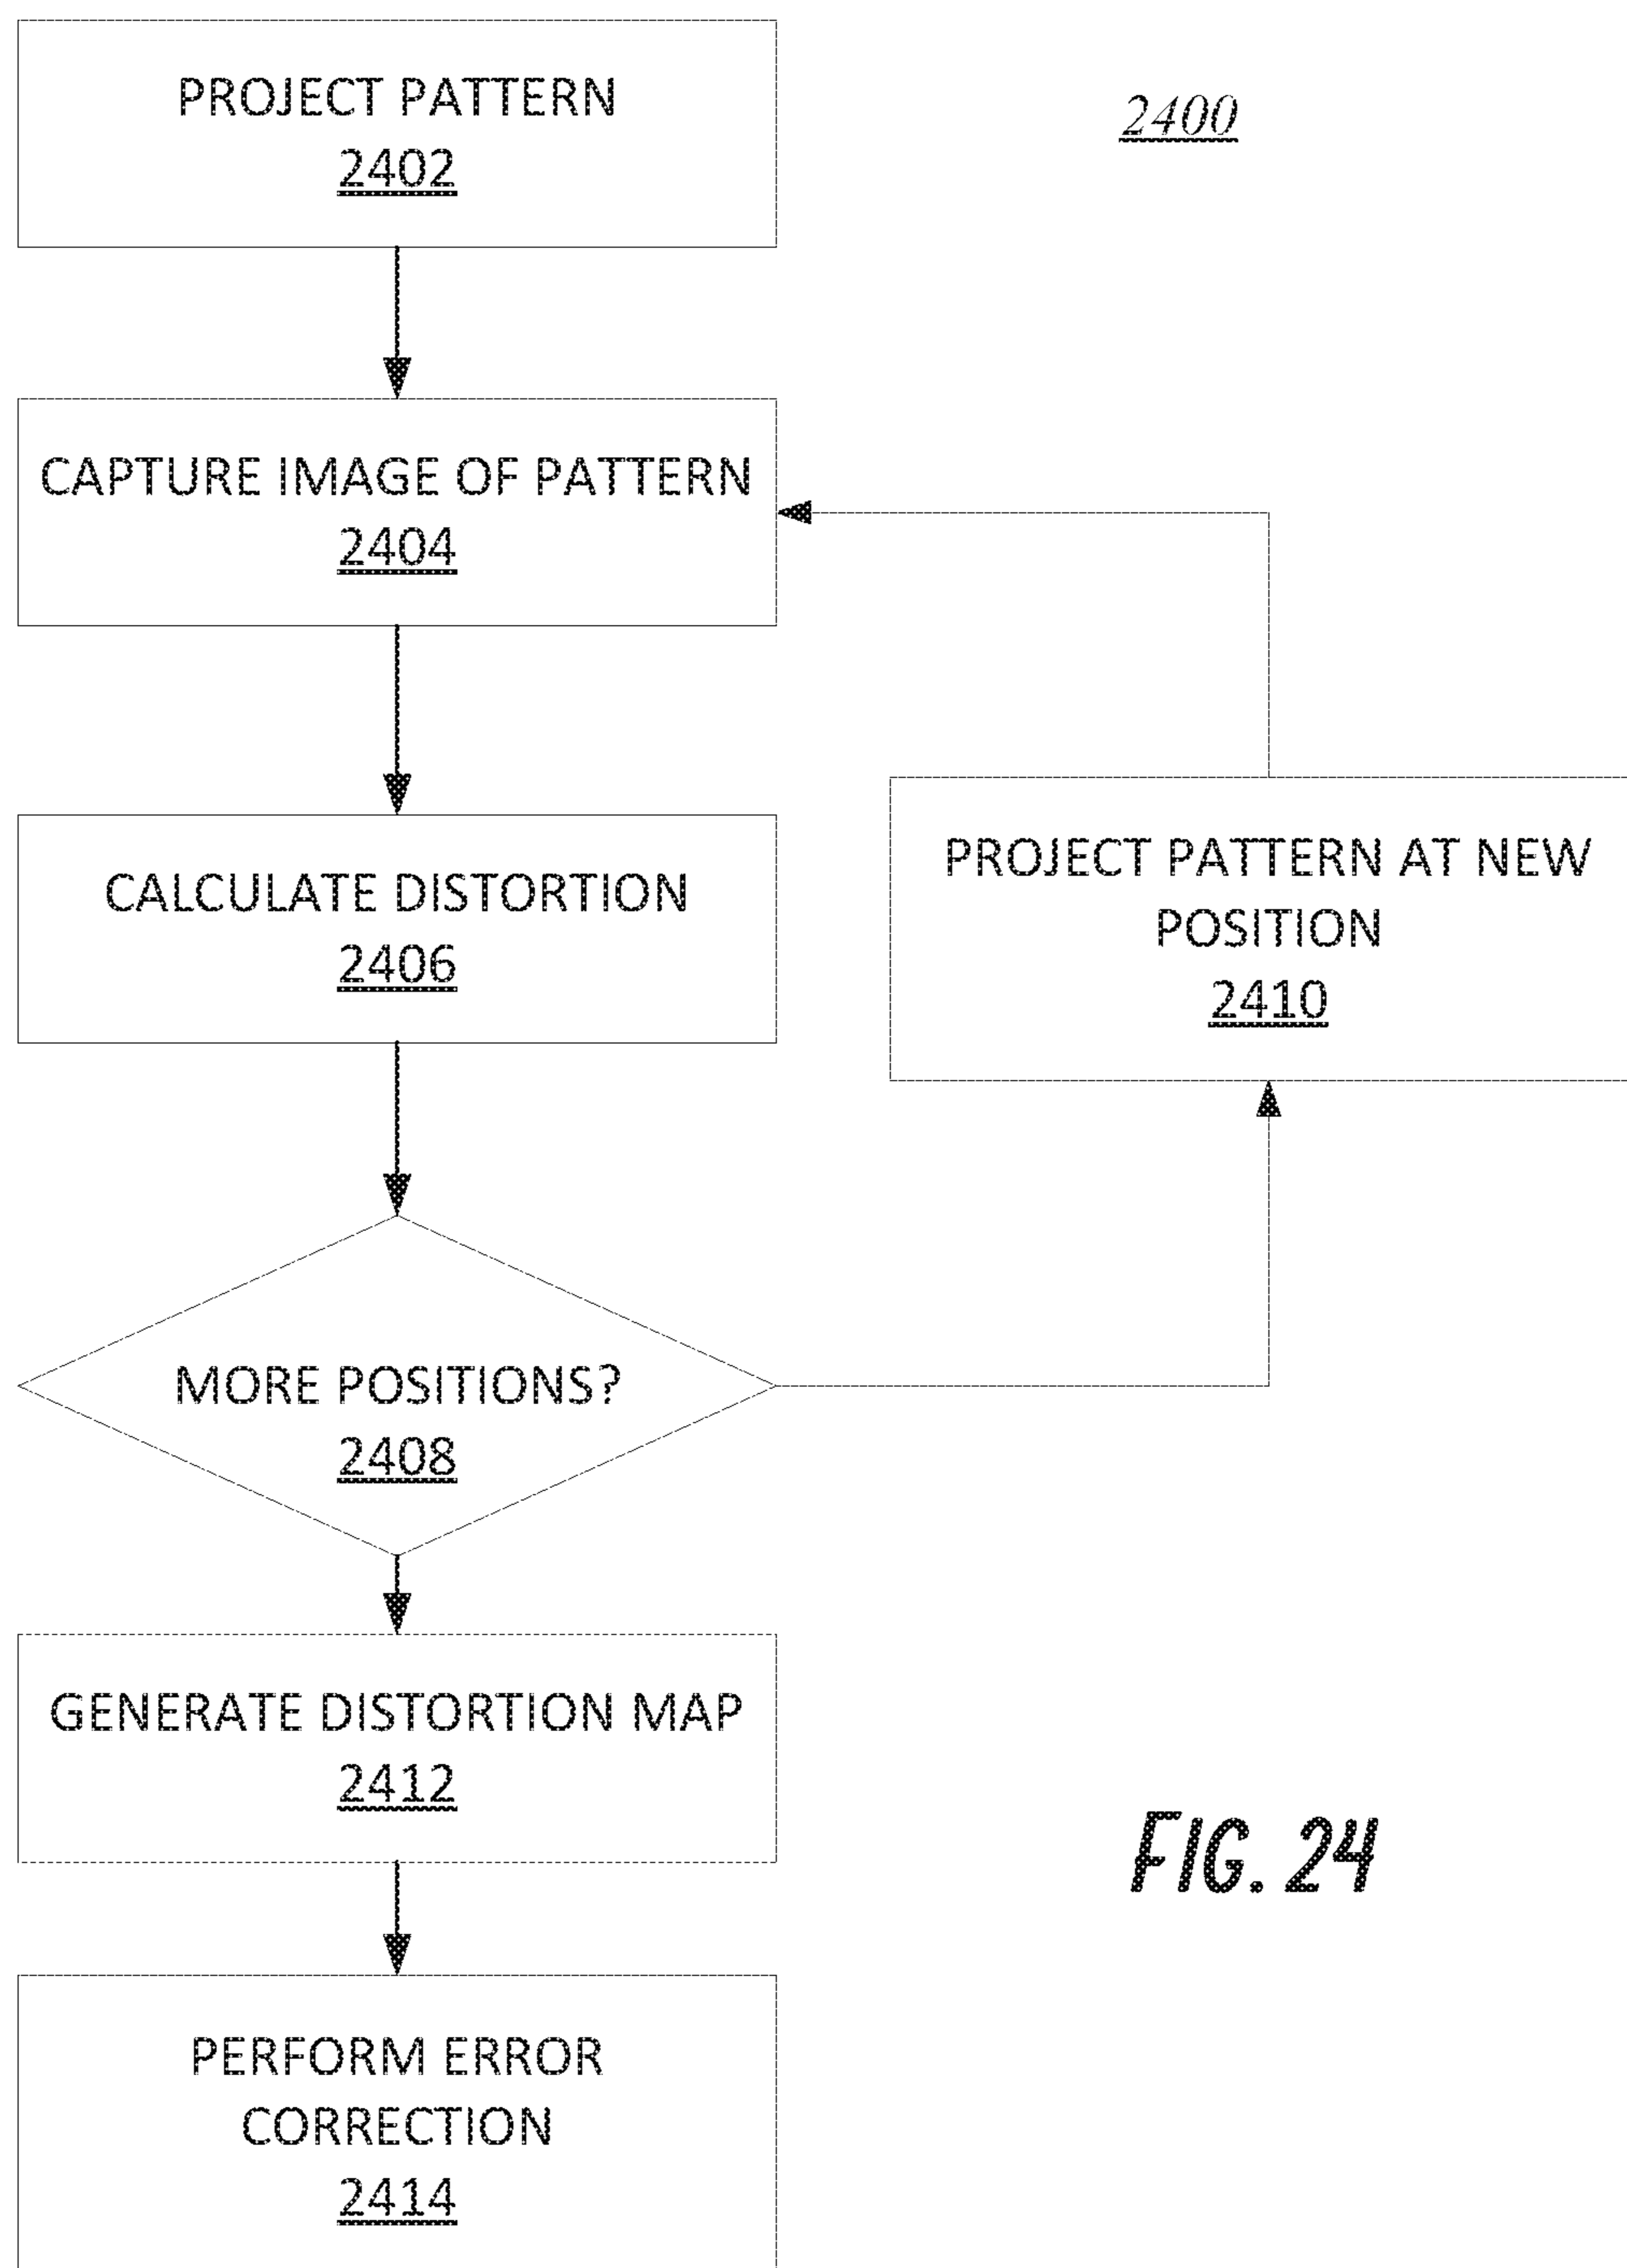 PROJECT PATTERN
2402
2400
CAPTURE IMAGE OF PATTERN
2404
CALCULATE DISTORTION
2406
PROJECT PATTERN AT NEW
POSITION
2410
MORE POSITIONS?
2408
GENERATE DISTORTION MAP
2412
FIG. 24
PERFORM ERROR
CORRECTION
2414